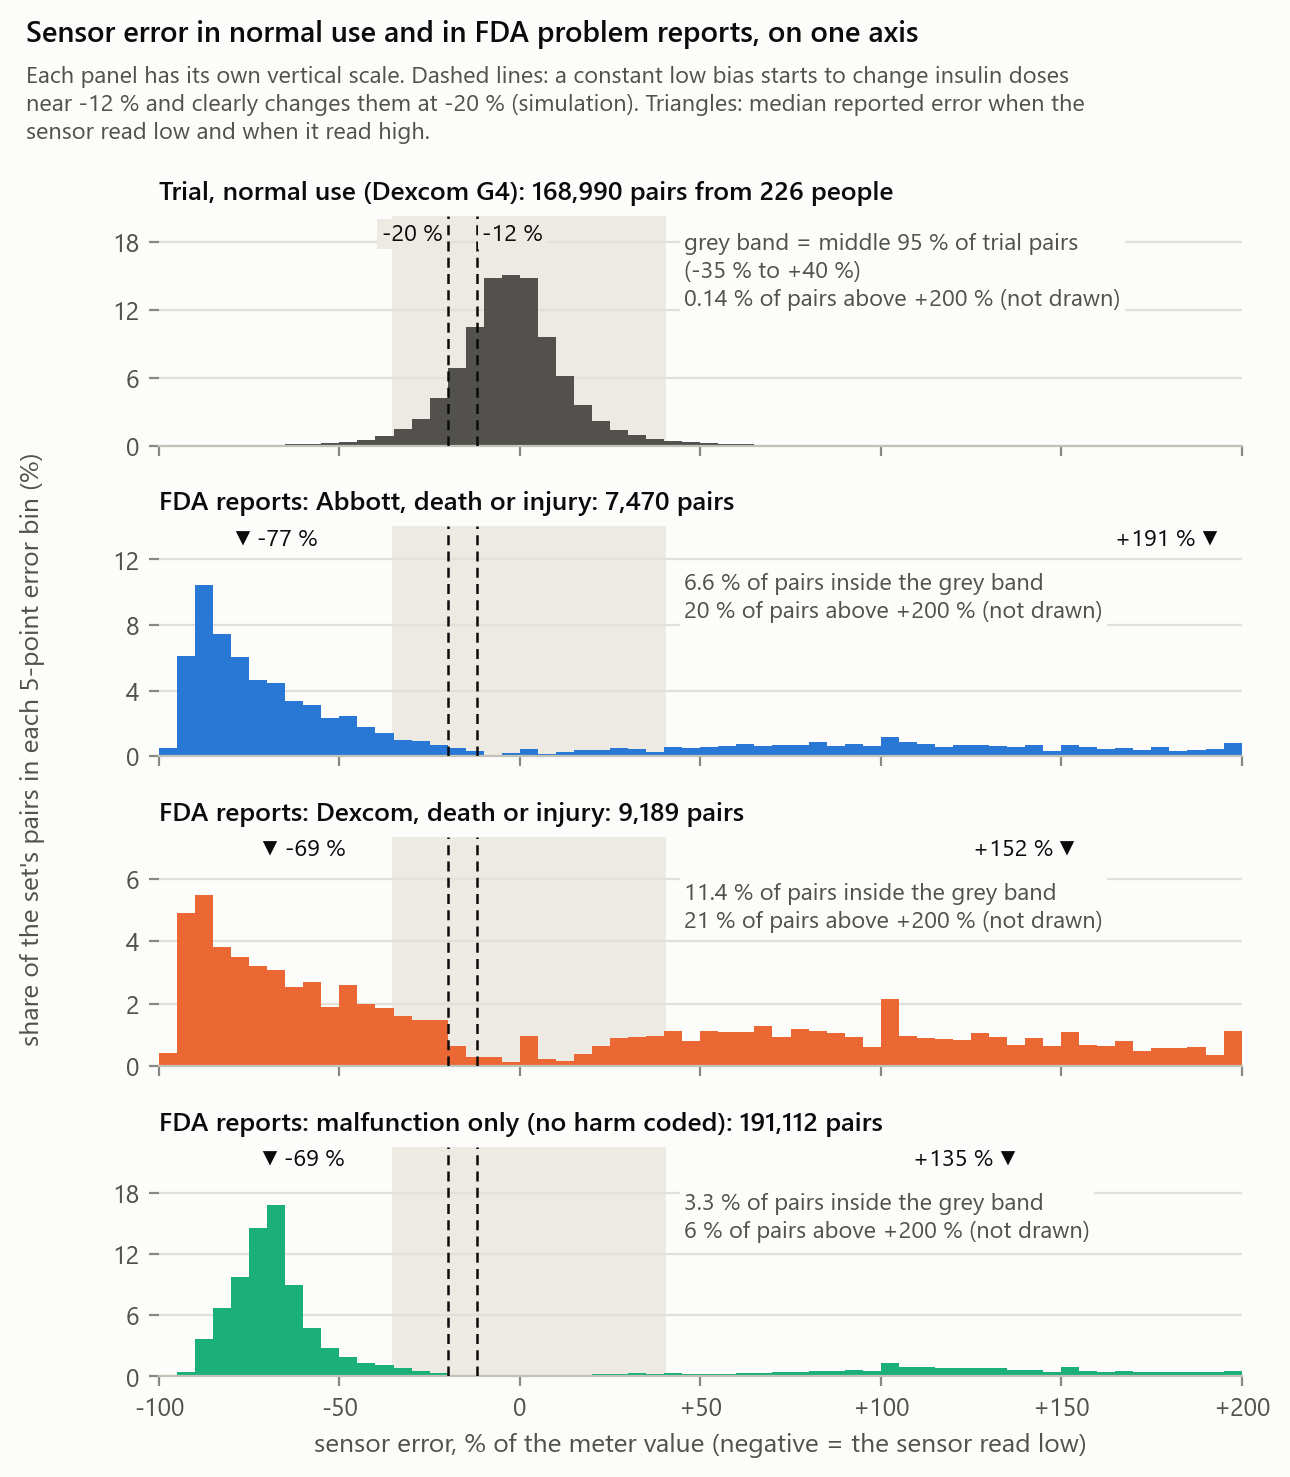 Sensor error in normal use and in FDA problem reports, on one axis
Each panel has its own vertical scale. Dashed lines: a constant low bias starts to change insulin doses
near -12 % and clearly changes them at -20 % (simulation). Triangles: median reported error when the
sensor read low and when it read high.
share of the set's pairs in each 5-point error bin (%)
Trial, normal use (Dexcom G4): 168,990 pairs from 226 people
-20 %
-12 %
grey band = middle 95 % of trial pairs
(-35 % to +40 %)
0.14 % of pairs above +200 % (not drawn)
18
12
6
0
FDA reports: Abbott, death or injury: 7,470 pairs
▼ -77 %
+191 % ▼
6.6 % of pairs inside the grey band
20 % of pairs above +200 % (not drawn)
12
8
4
0
FDA reports: Dexcom, death or injury: 9,189 pairs
▼ -69 %
+152 % ▼
11.4 % of pairs inside the grey band
21 % of pairs above +200 % (not drawn)
6
4
2
0
FDA reports: malfunction only (no harm coded): 191,112 pairs
▼ -69 %
+135 % ▼
3.3 % of pairs inside the grey band
6 % of pairs above +200 % (not drawn)
18
12
6
0
-100 -50 0 +50 +100 +150 +200
sensor error, % of the meter value (negative = the sensor read low)